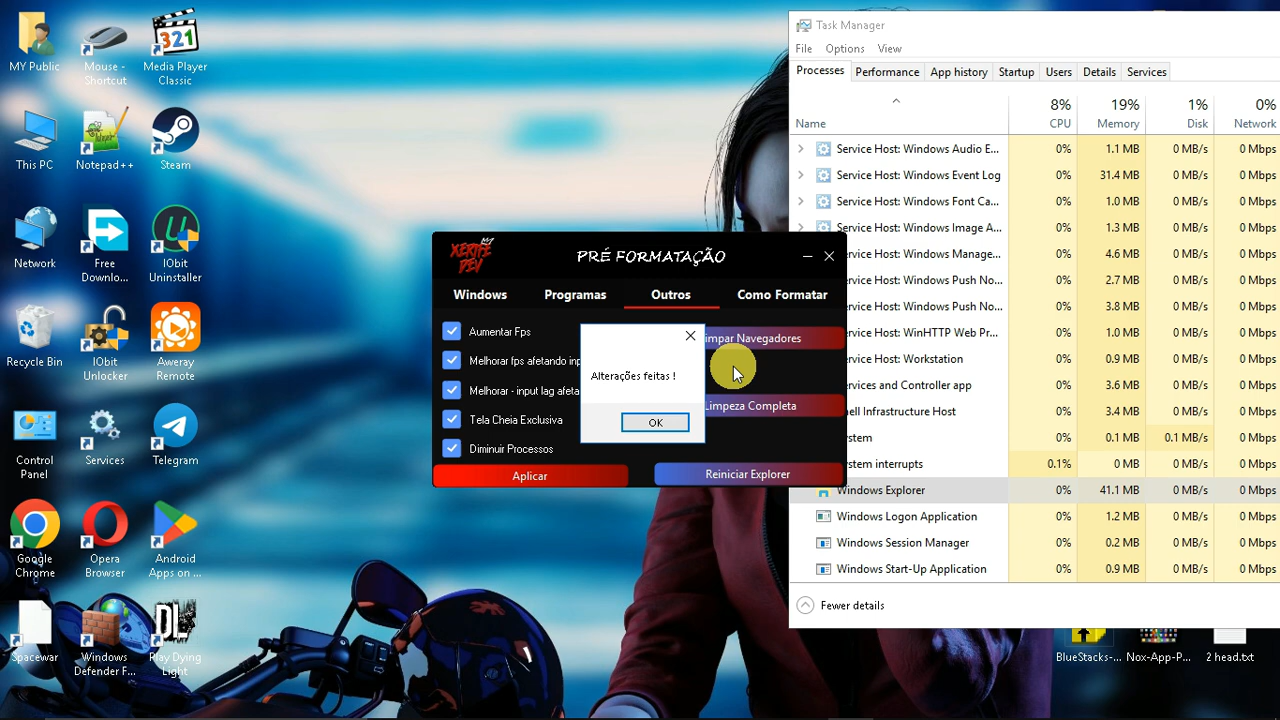 MY Public
Mouse -
Shortcut
321
Media Player
Classic
This PC
Notepad++
Steam
Network
Free
Downlo...
IObit
Uninstaller
Recycle Bin
IObit
Unlocker
Aweray
Remote
Control
Panel
Services
Telegram
Google
Chrome
Opera
Browser
Android
Apps on ...
Spacewar
Windows
Defender F...
DL
Play Dying
Light
MY
XERIFE
DEV
PRÉ FORMATAÇÃO
Windows
Programas
Outros
Como Formatar
Aumentar Fps
Melhorar fps afetando inp
Melhorar - input lag afeta
Tela Cheia Exclusiva
Diminuir Processos
Aplicar
impar Navegadores
Limpeza Completa
Reiniciar Explorer
Alterações feitas !
OK
Task Manager
File Options View
Processes Performance App history Startup Users Details Services
8% 19% 1% 0%
Name CPU Memory Disk Network
Service Host: Windows Audio E... 0% 1.1 MB 0 MB/s 0 Mbps
Service Host: Windows Event Log 0% 31.4 MB 0 MB/s 0 Mbps
Service Host: Windows Font Ca... 0% 1.0 MB 0 MB/s 0 Mbps
Service Host: Windows Image A... 0% 1.3 MB 0 MB/s 0 Mbps
ervice Host: Windows Manage... 0% 4.6 MB 0 MB/s 0 Mbps
ervice Host: Windows Push No... 0% 2.7 MB 0 MB/s 0 Mbps
ervice Host: Windows Push No... 0% 3.8 MB 0 MB/s 0 Mbps
ervice Host: WinHTTP Web Pr... 0% 2.7 MB 0 MB/s 0 Mbps
ervice Host: Workstation 0% 0.9 MB 0 MB/s 0 Mbps
ervices and Controller app 0% 3.6 MB 0 MB/s 0 Mbps
hell Infrastructure Host 0% 3.4 MB 0 MB/s 0 Mbps
ystem 0% 0.1 MB 0.1 MB/s 0 Mbps
ystem interrupts 0.1% 0 MB 0 MB/s 0 Mbps
Windows Explorer 0% 41.1 MB 0 MB/s 0 Mbps
Windows Logon Application 0% 1.2 MB 0 MB/s 0 Mbps
Windows Session Manager 0% 0.2 MB 0 MB/s 0 Mbps
Windows Start-Up Application 0% 0.9 MB 0 MB/s 0 Mbps
Fewer details
BlueStacks-...
Nox-App-P...
2 head.txt